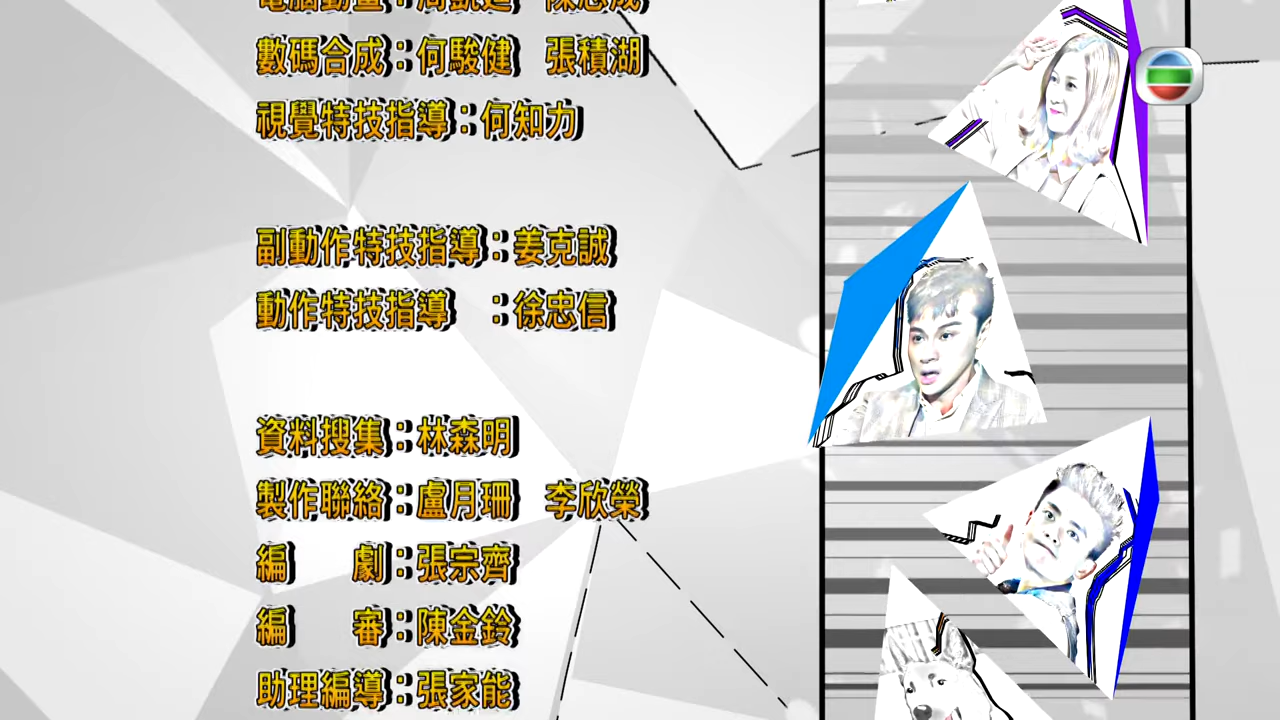 數碼合成：何駿健　張積湖
視覺特技指導：何知力
副動作特技指導：姜克誠
動作特技指導　：徐忠信
資料搜集：林森明
製作聯絡：盧月珊　李欣榮
編　　劇：張宗齊
編　　審：陳金鈴
助理編導：張家能